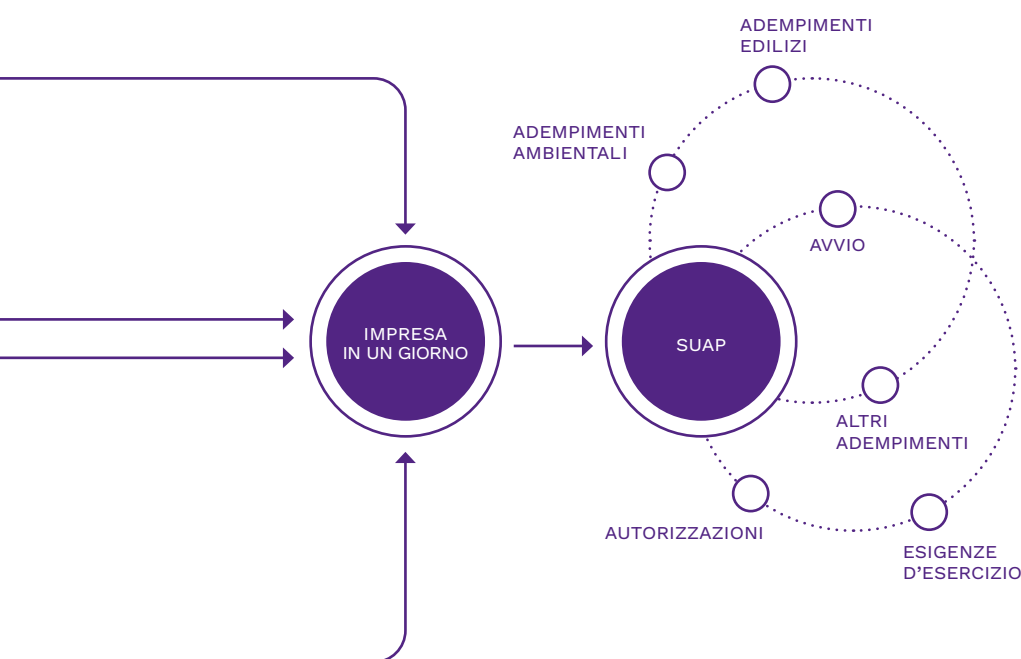 ADEMPIMENTI
EDILIZI
ADEMPIMENTI
AMBIENTALI
AVVIO
IMPRESA
IN UN GIORNO
SUAP
ALTRI
ADEMPIMENTI
AUTORIZZAZIONI
ESIGENZE
D’ESERCIZIO